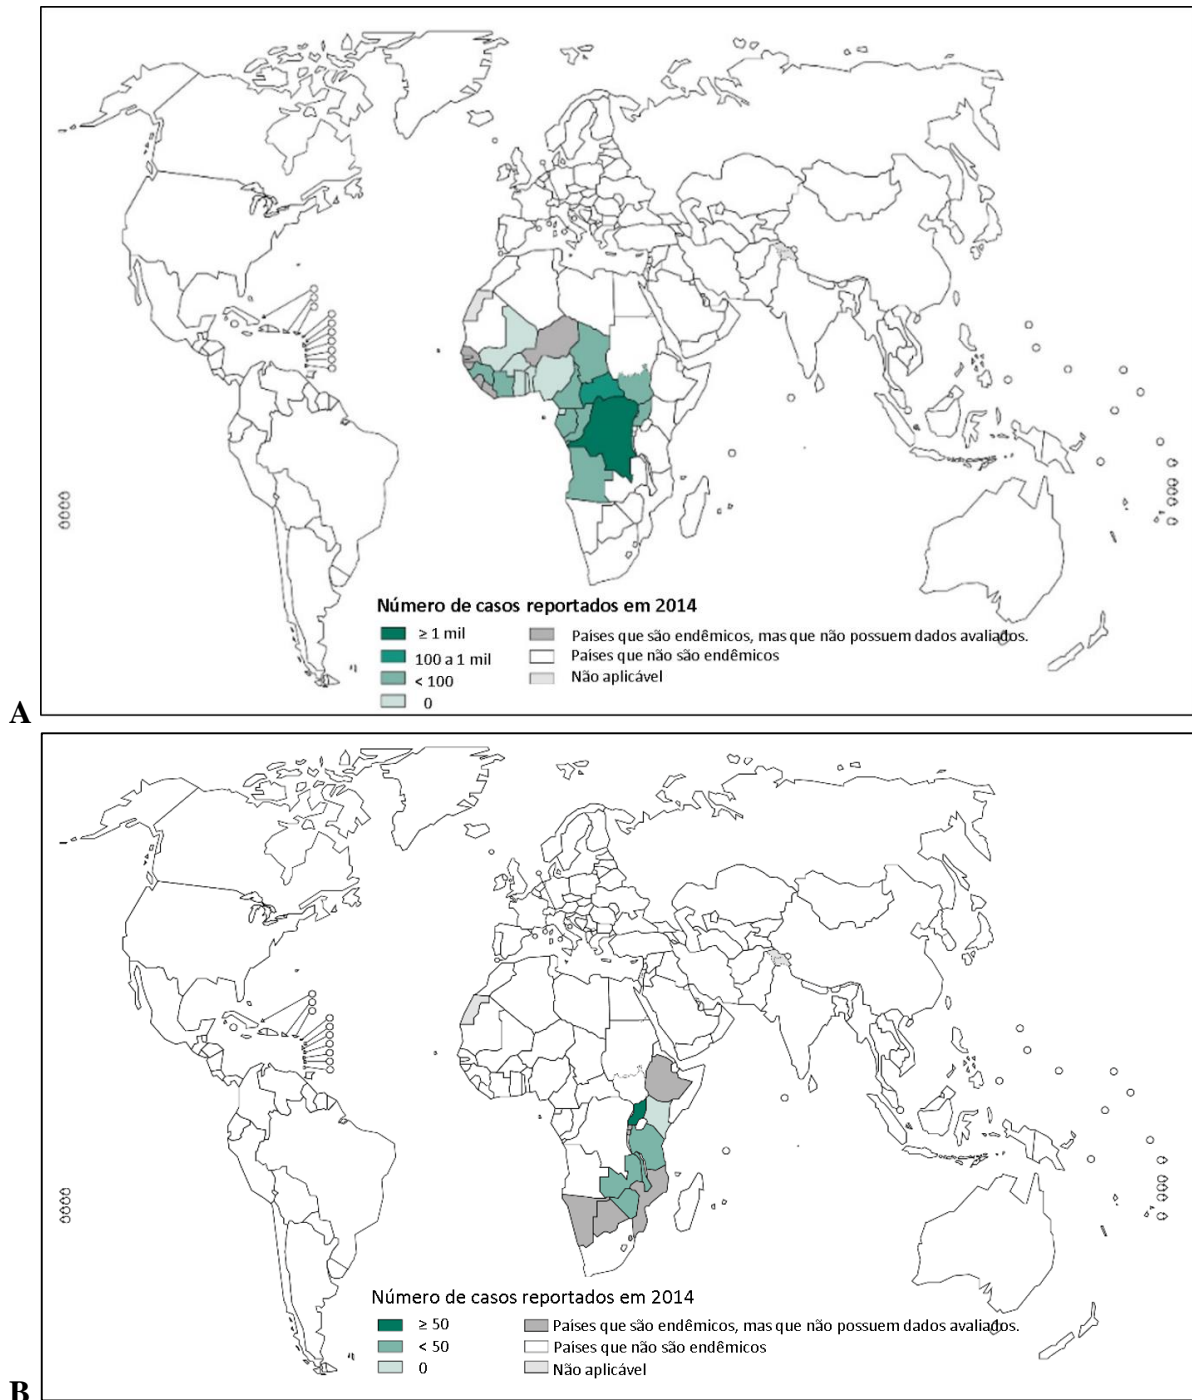 Número de casos reportados em 2014
≥ 1 mil
100 a 1 mil
< 100
0
Países que são endêmicos, mas que não possuem dados avaliados.
Países que não são endêmicos
Não aplicável
A
Número de casos reportados em 2014
≥ 50
< 50
0
Países que são endêmicos, mas que não possuem dados avaliados.
Países que não são endêmicos
Não aplicável
B